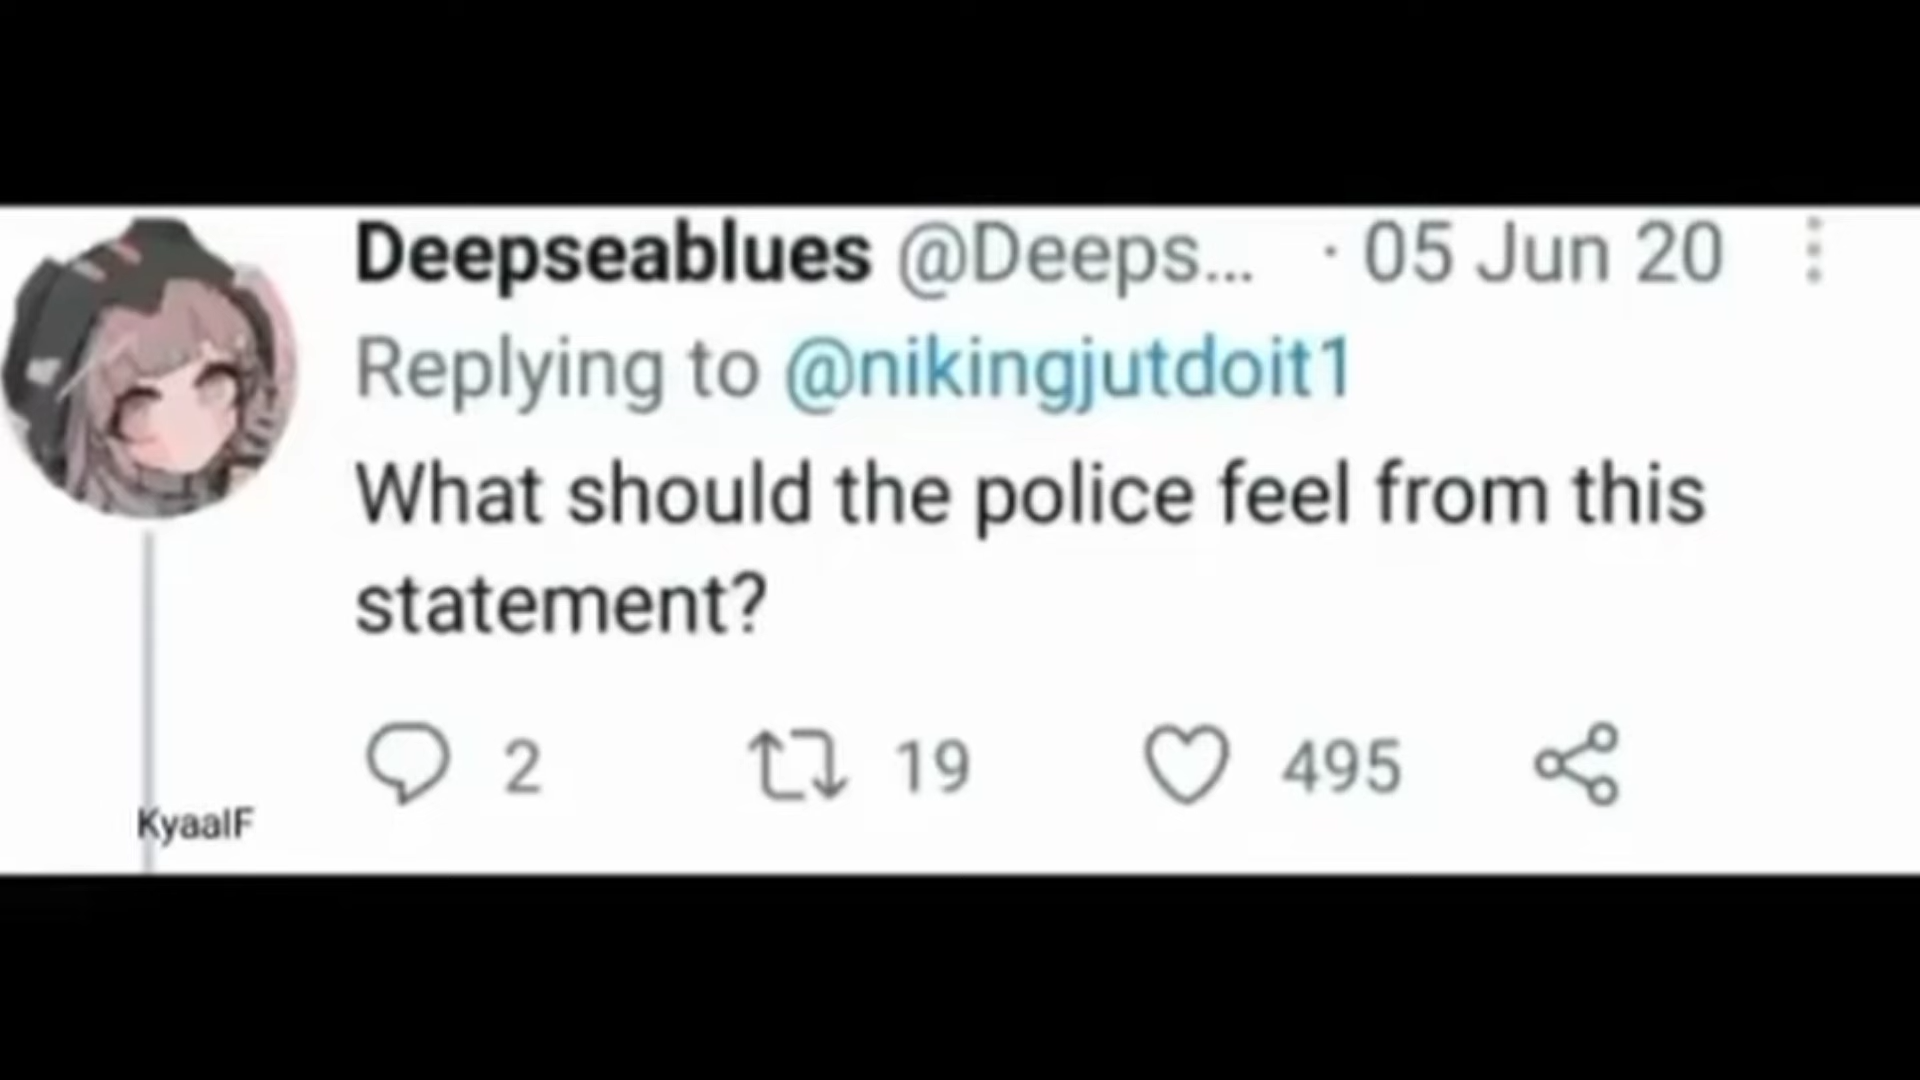 Deepseablues @Deeps... · 05 Jun 20
Replying to @nikingjutdoit1
What should the police feel from this
statement?
2 19 495
KyaalF